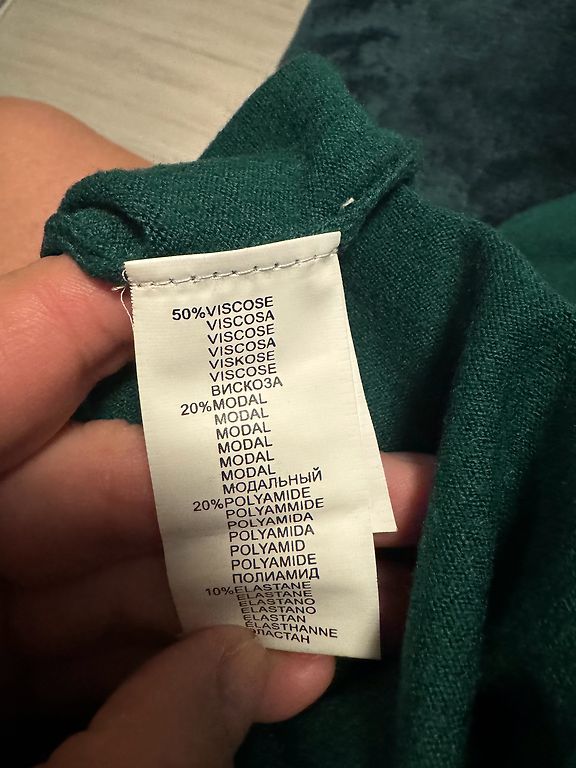 50%VISCOSE
VISCOSA
VISCOSE
VISCOSA
VISKOSE
VISCOSE
ВИСКОЗА
20%MODAL
MODAL
MODAL
MODAL
MODAL
MODAL
МОДАЛЬНЫЙ
20%POLYAMIDE
POLYAMMIDE
POLYAMIDA
POLYAMIDA
POLYAMID
POLYAMIDE
ПОЛИАМИД
10%ELASTANE
ELASTANE
ELASTANO
ELASTAN
ELASTHANNE
ЭЛАСТАН